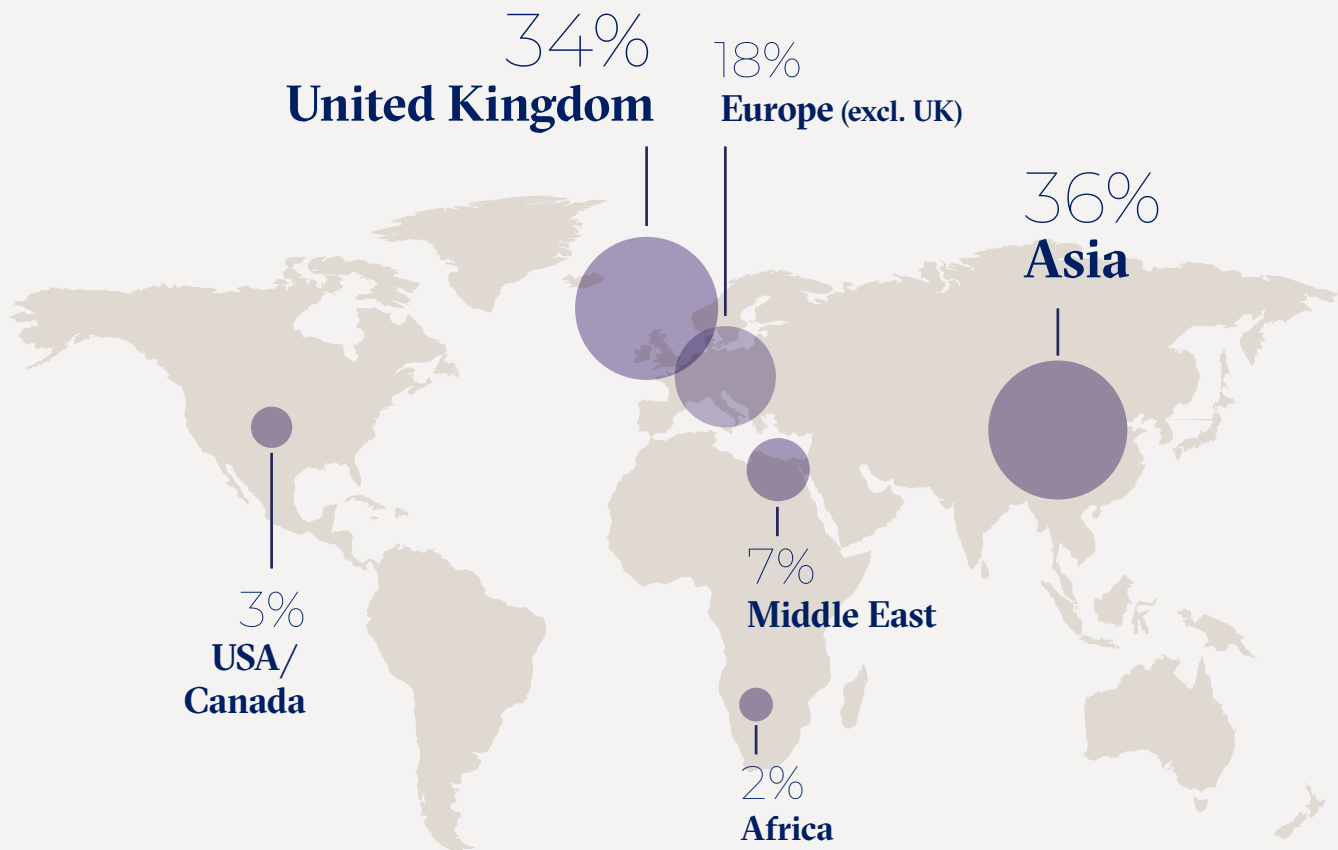 34%
United Kingdom
18%
Europe (excl. UK)
36%
Asia
7%
Middle East
3%
USA/
Canada
2%
Africa